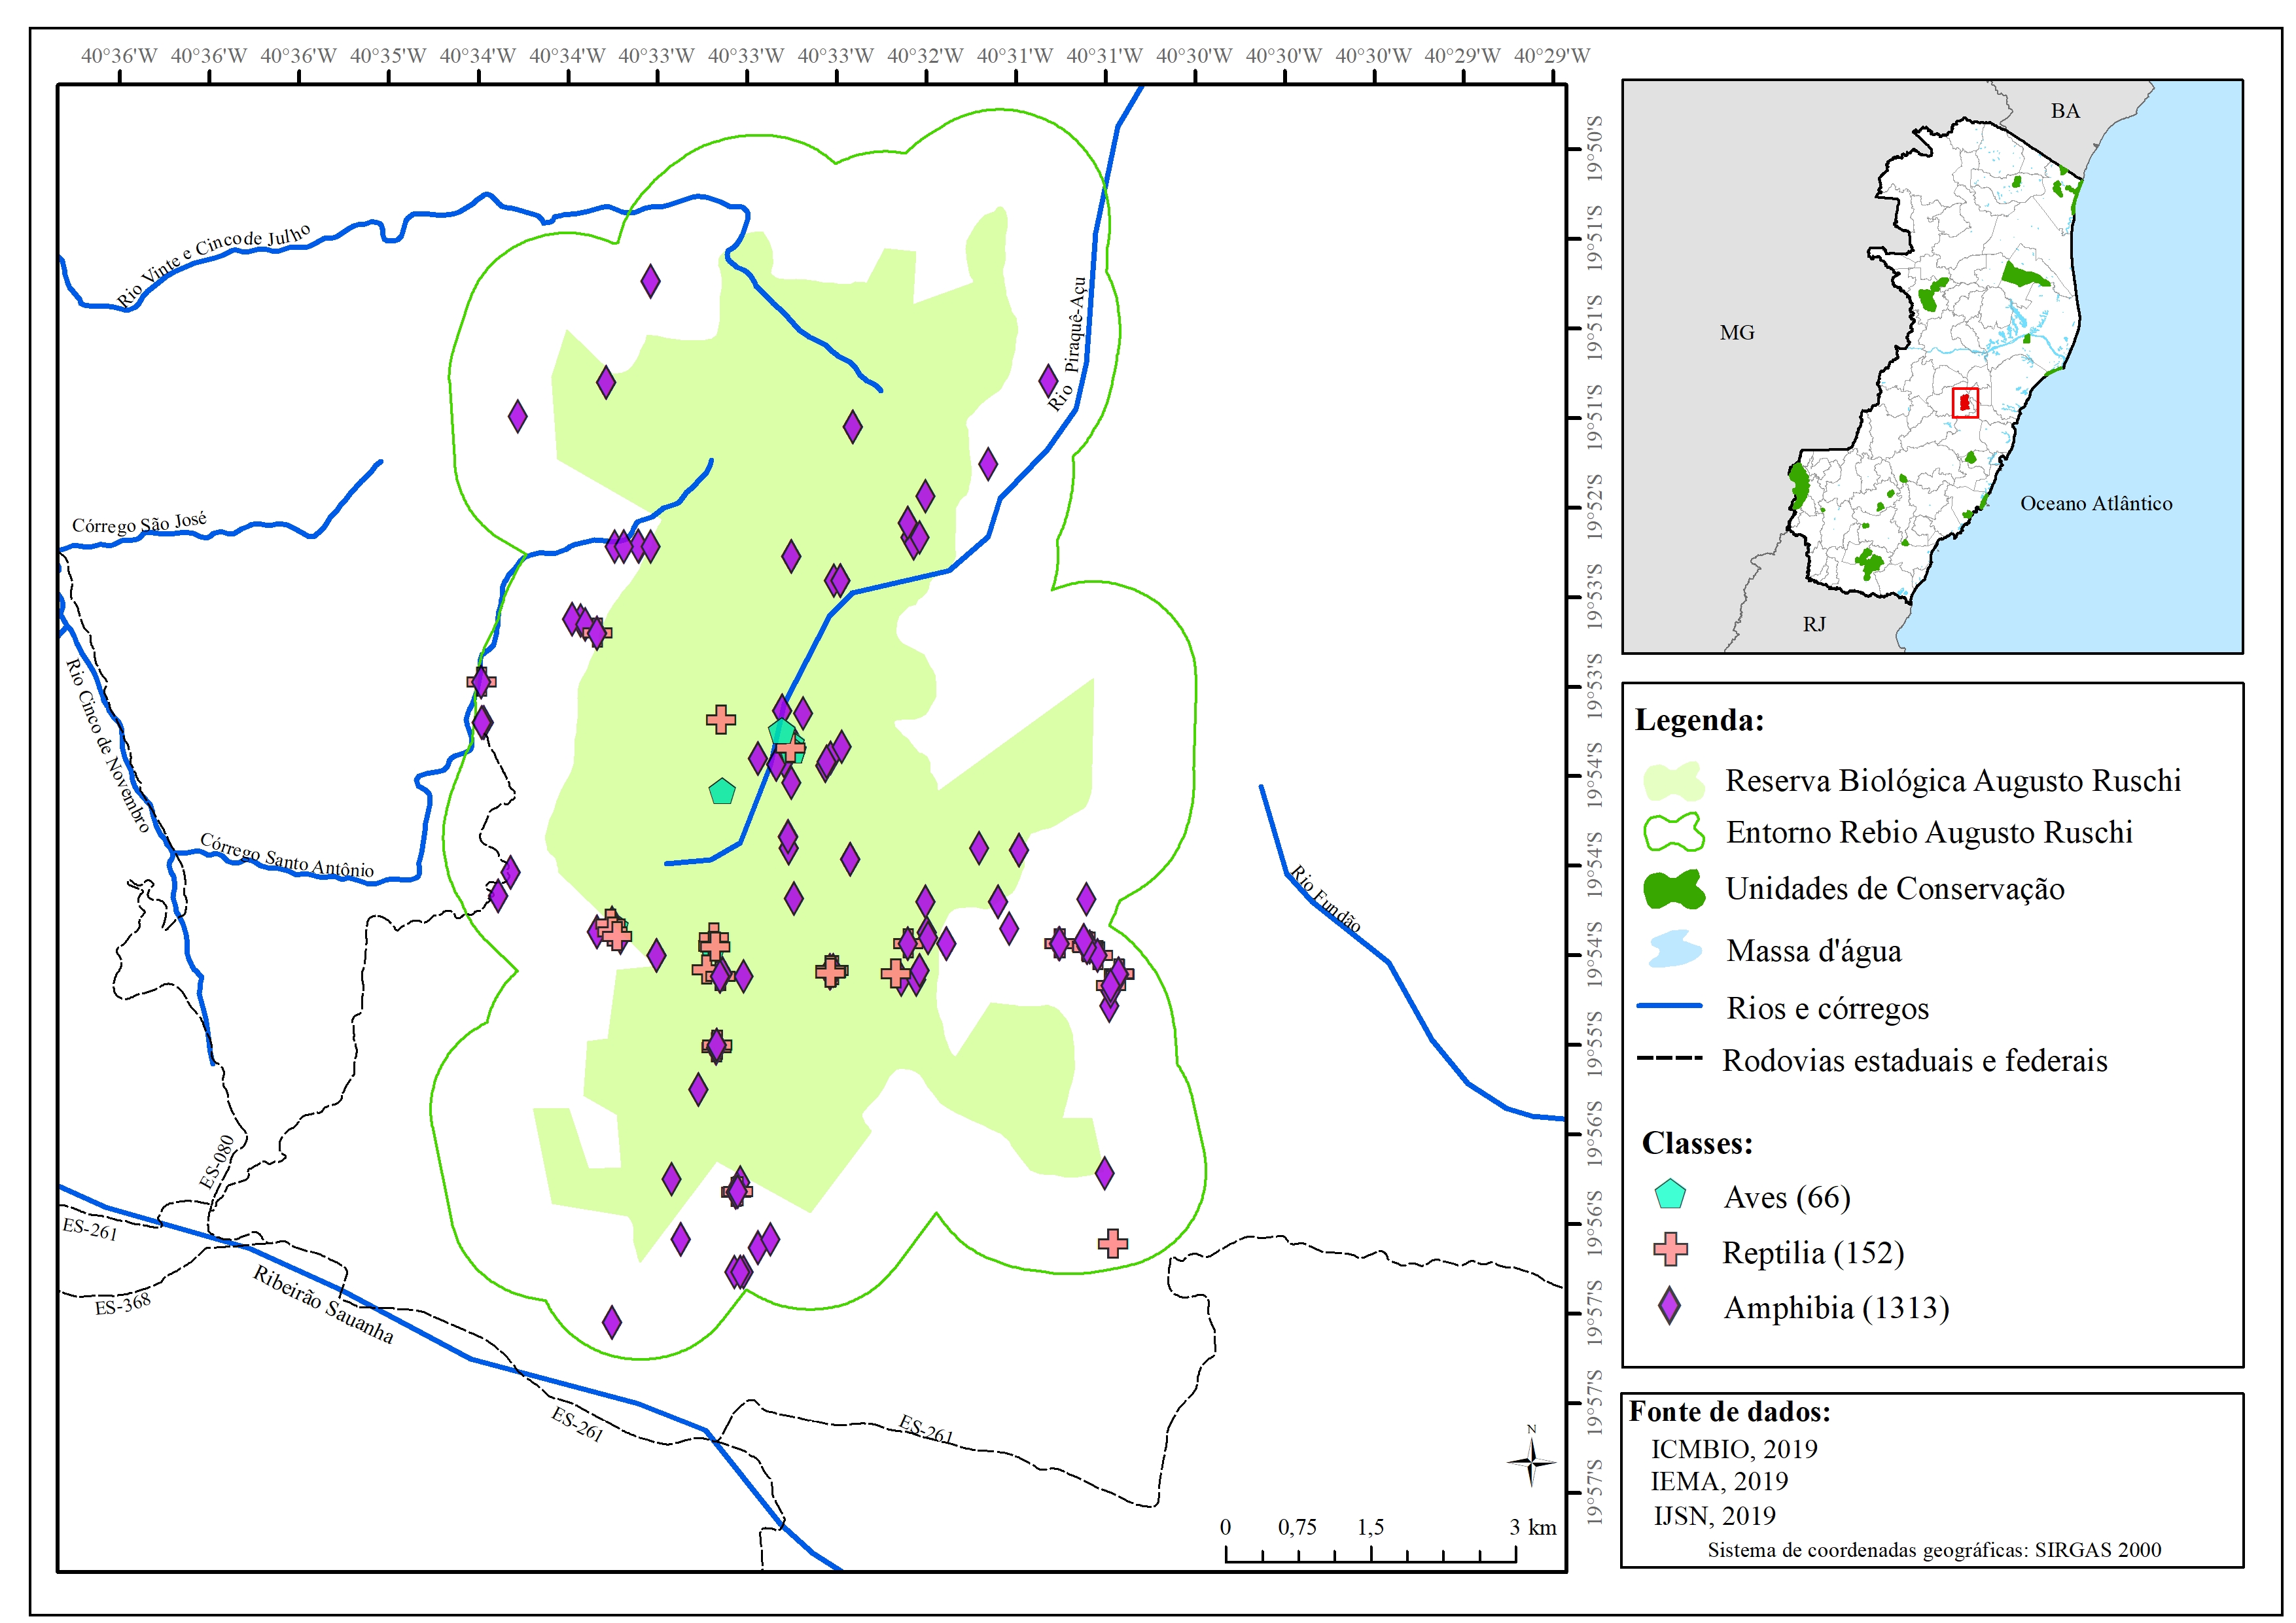 40°36'W 40°36'W 40°36'W 40°35'W 40°34'W 40°34'W 40°33'W 40°33'W 40°33'W 40°32'W 40°31'W 40°31'W 40°30'W 40°30'W 40°30'W 40°29'W 40°29'W
19°50'S
19°51'S
19°51'S
19°51'S
19°52'S
19°53'S
19°53'S
19°54'S
19°54'S
19°54'S
19°55'S
19°56'S
19°56'S
19°57'S
19°57'S
19°57'S
Rio Vinte e Cinco de Julho
Rio Piraquê-Açu
Córrego São José
Rio Cinco de Novembro
Córrego Santo Antônio
Rio Fundão
ES-080
ES-261
ES-368
Ribeirão Sauanha
ES-261
ES-261
N
0 0,75 1,5 3 km
BA
MG
Oceano Atlântico
RJ
Legenda:
Reserva Biológica Augusto Ruschi
Entorno Rebio Augusto Ruschi
Unidades de Conservação
Massa d'água
Rios e córregos
Rodovias estaduais e federais
Classes:
Aves (66)
Reptilia (152)
Amphibia (1313)
Fonte de dados:
ICMBIO, 2019
IEMA, 2019
IJSN, 2019
Sistema de coordenadas geográficas: SIRGAS 2000